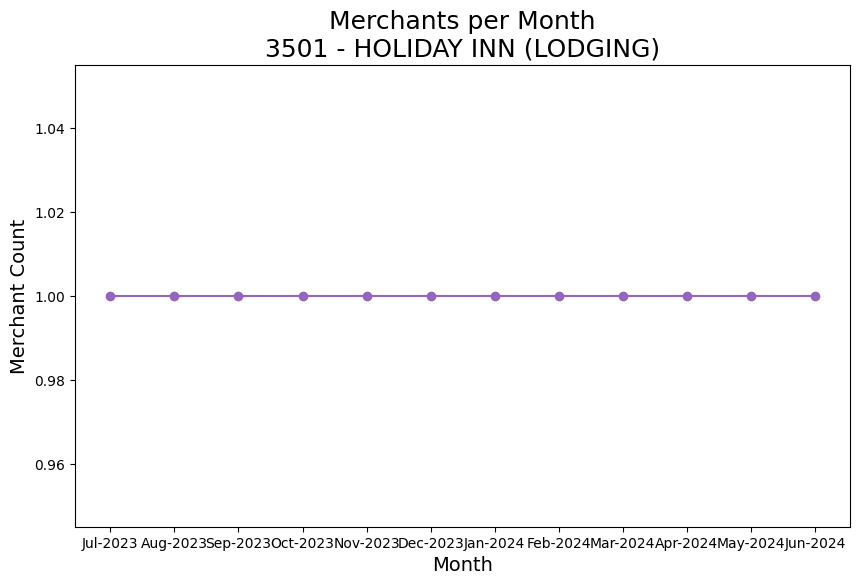 Merchants per Month
3501 - HOLIDAY INN (LODGING)
Merchant Count
1.04
1.02
1.00
0.98
0.96
Jul-2023 Aug-2023 Sep-2023 Oct-2023 Nov-2023 Dec-2023 Jan-2024 Feb-2024 Mar-2024 Apr-2024 May-2024 Jun-2024
Month